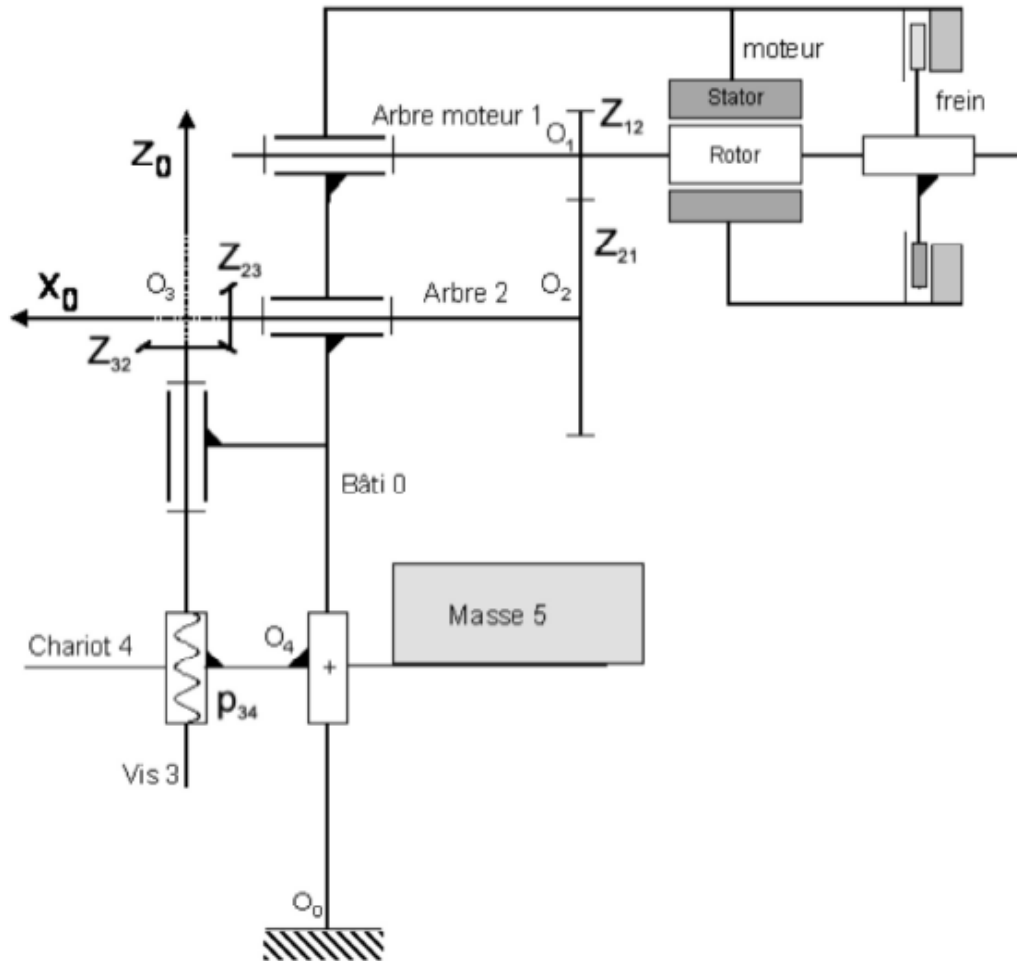 moteur
Stator
frein
Arbre moteur 1
O₁
Z₁₂
Rotor
Z₀
Z₂₁
Z₂₃
O₃
X₀
Arbre 2
O₂
Z₃₂
Bâti 0
Masse 5
Chariot 4
O₄
p₃₄
Vis 3
O₀